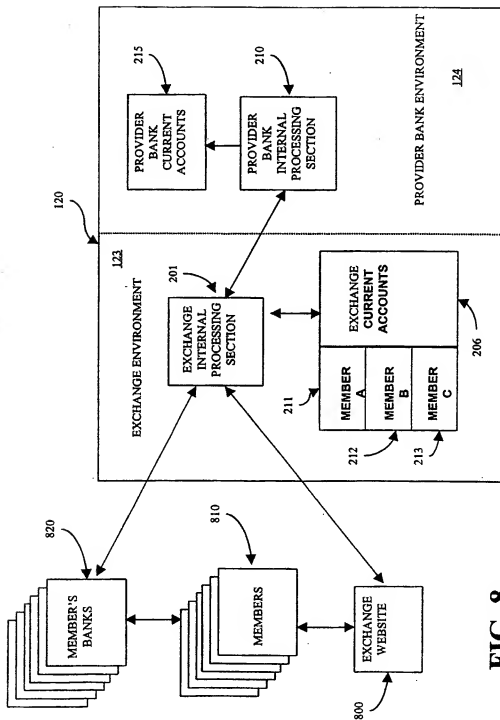 120
EXCHANGE ENVIRONMENT
123
820
MEMBER'S
BANKS
810
MEMBERS
EXCHANGE
WEBSITE
800
201
EXCHANGE
INTERNAL
PROCESSING
SECTION
211
MEMBER
A
MEMBER
B
MEMBER
C
212
213
EXCHANGE
CURRENT
ACCOUNTS
206
215
PROVIDER
BANK
CURRENT
ACCOUNTS
210
PROVIDER
BANK
INTERNAL
PROCESSING
SECTION
PROVIDER BANK ENVIRONMENT
124
FIG. 8